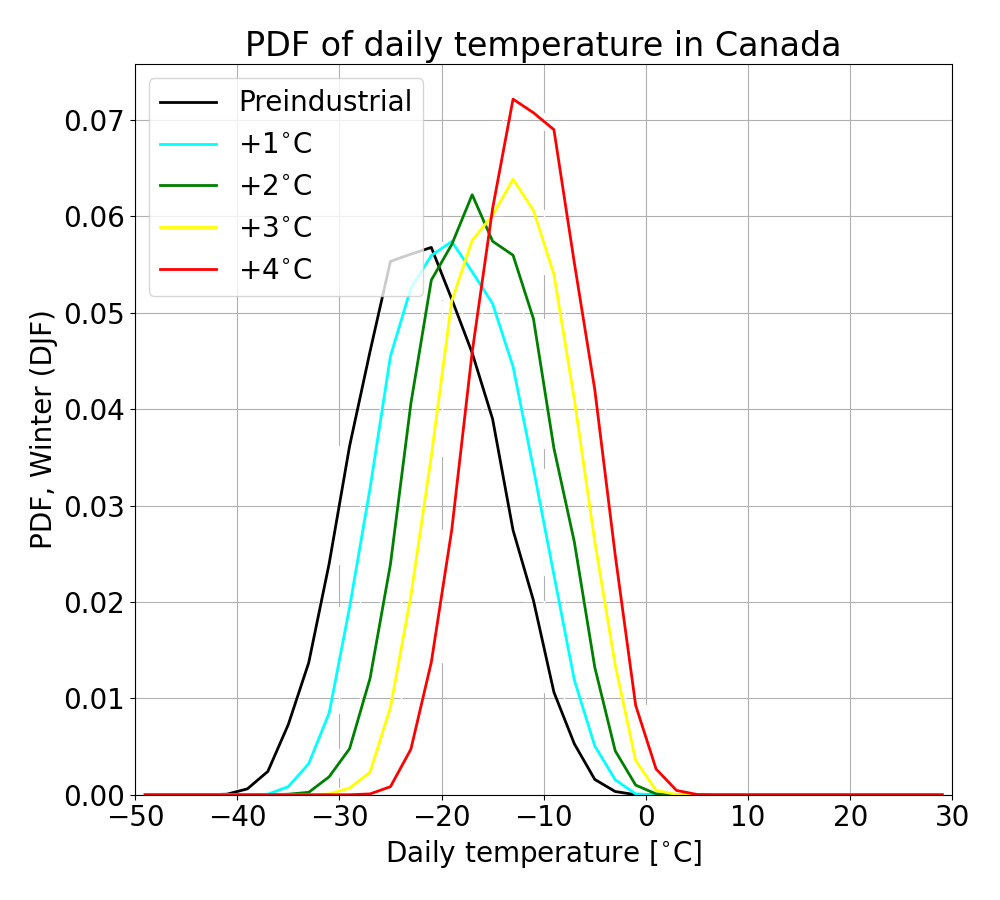 PDF of daily temperature in Canada
Preindustrial
+1°C
+2°C
+3°C
+4°C
0.07
0.06
0.05
0.04
0.03
0.02
0.01
0.00
PDF, Winter (DJF)
−50 −40 −30 −20 −10 0 10 20 30
Daily temperature [°C]